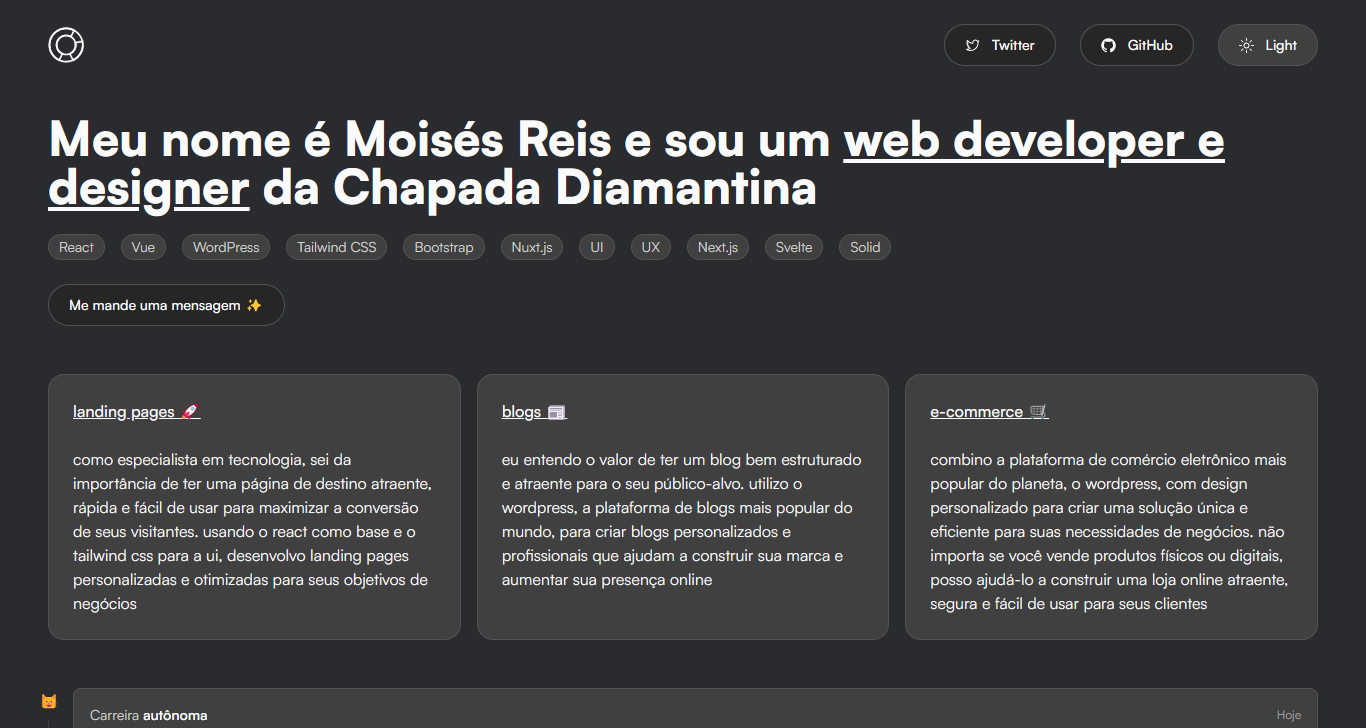 Twitter
GitHub
Light
Meu nome é Moisés Reis e sou um web developer e
designer da Chapada Diamantina
React Vue WordPress Tailwind CSS Bootstrap Nuxt.js UI UX Next.js Svelte Solid
Me mande uma mensagem ✨
landing pages 🚀
como especialista em tecnologia, sei da
importância de ter uma página de destino atraente,
rápida e fácil de usar para maximizar a conversão
de seus visitantes. usando o react como base e o
tailwind css para a ui, desenvolvo landing pages
personalizadas e otimizadas para seus objetivos de
negócios
blogs 📰
eu entendo o valor de ter um blog bem estruturado
e atraente para o seu público-alvo. utilizo o
wordpress, a plataforma de blogs mais popular do
mundo, para criar blogs personalizados e
profissionais que ajudam a construir sua marca e
aumentar sua presença online
e-commerce 🛒
combino a plataforma de comércio eletrônico mais
popular do planeta, o wordpress, com design
personalizado para criar uma solução única e
eficiente para suas necessidades de negócios. não
importa se você vende produtos físicos ou digitais,
posso ajudá-lo a construir uma loja online atraente,
segura e fácil de usar para seus clientes
Carreira autônoma
Hoje